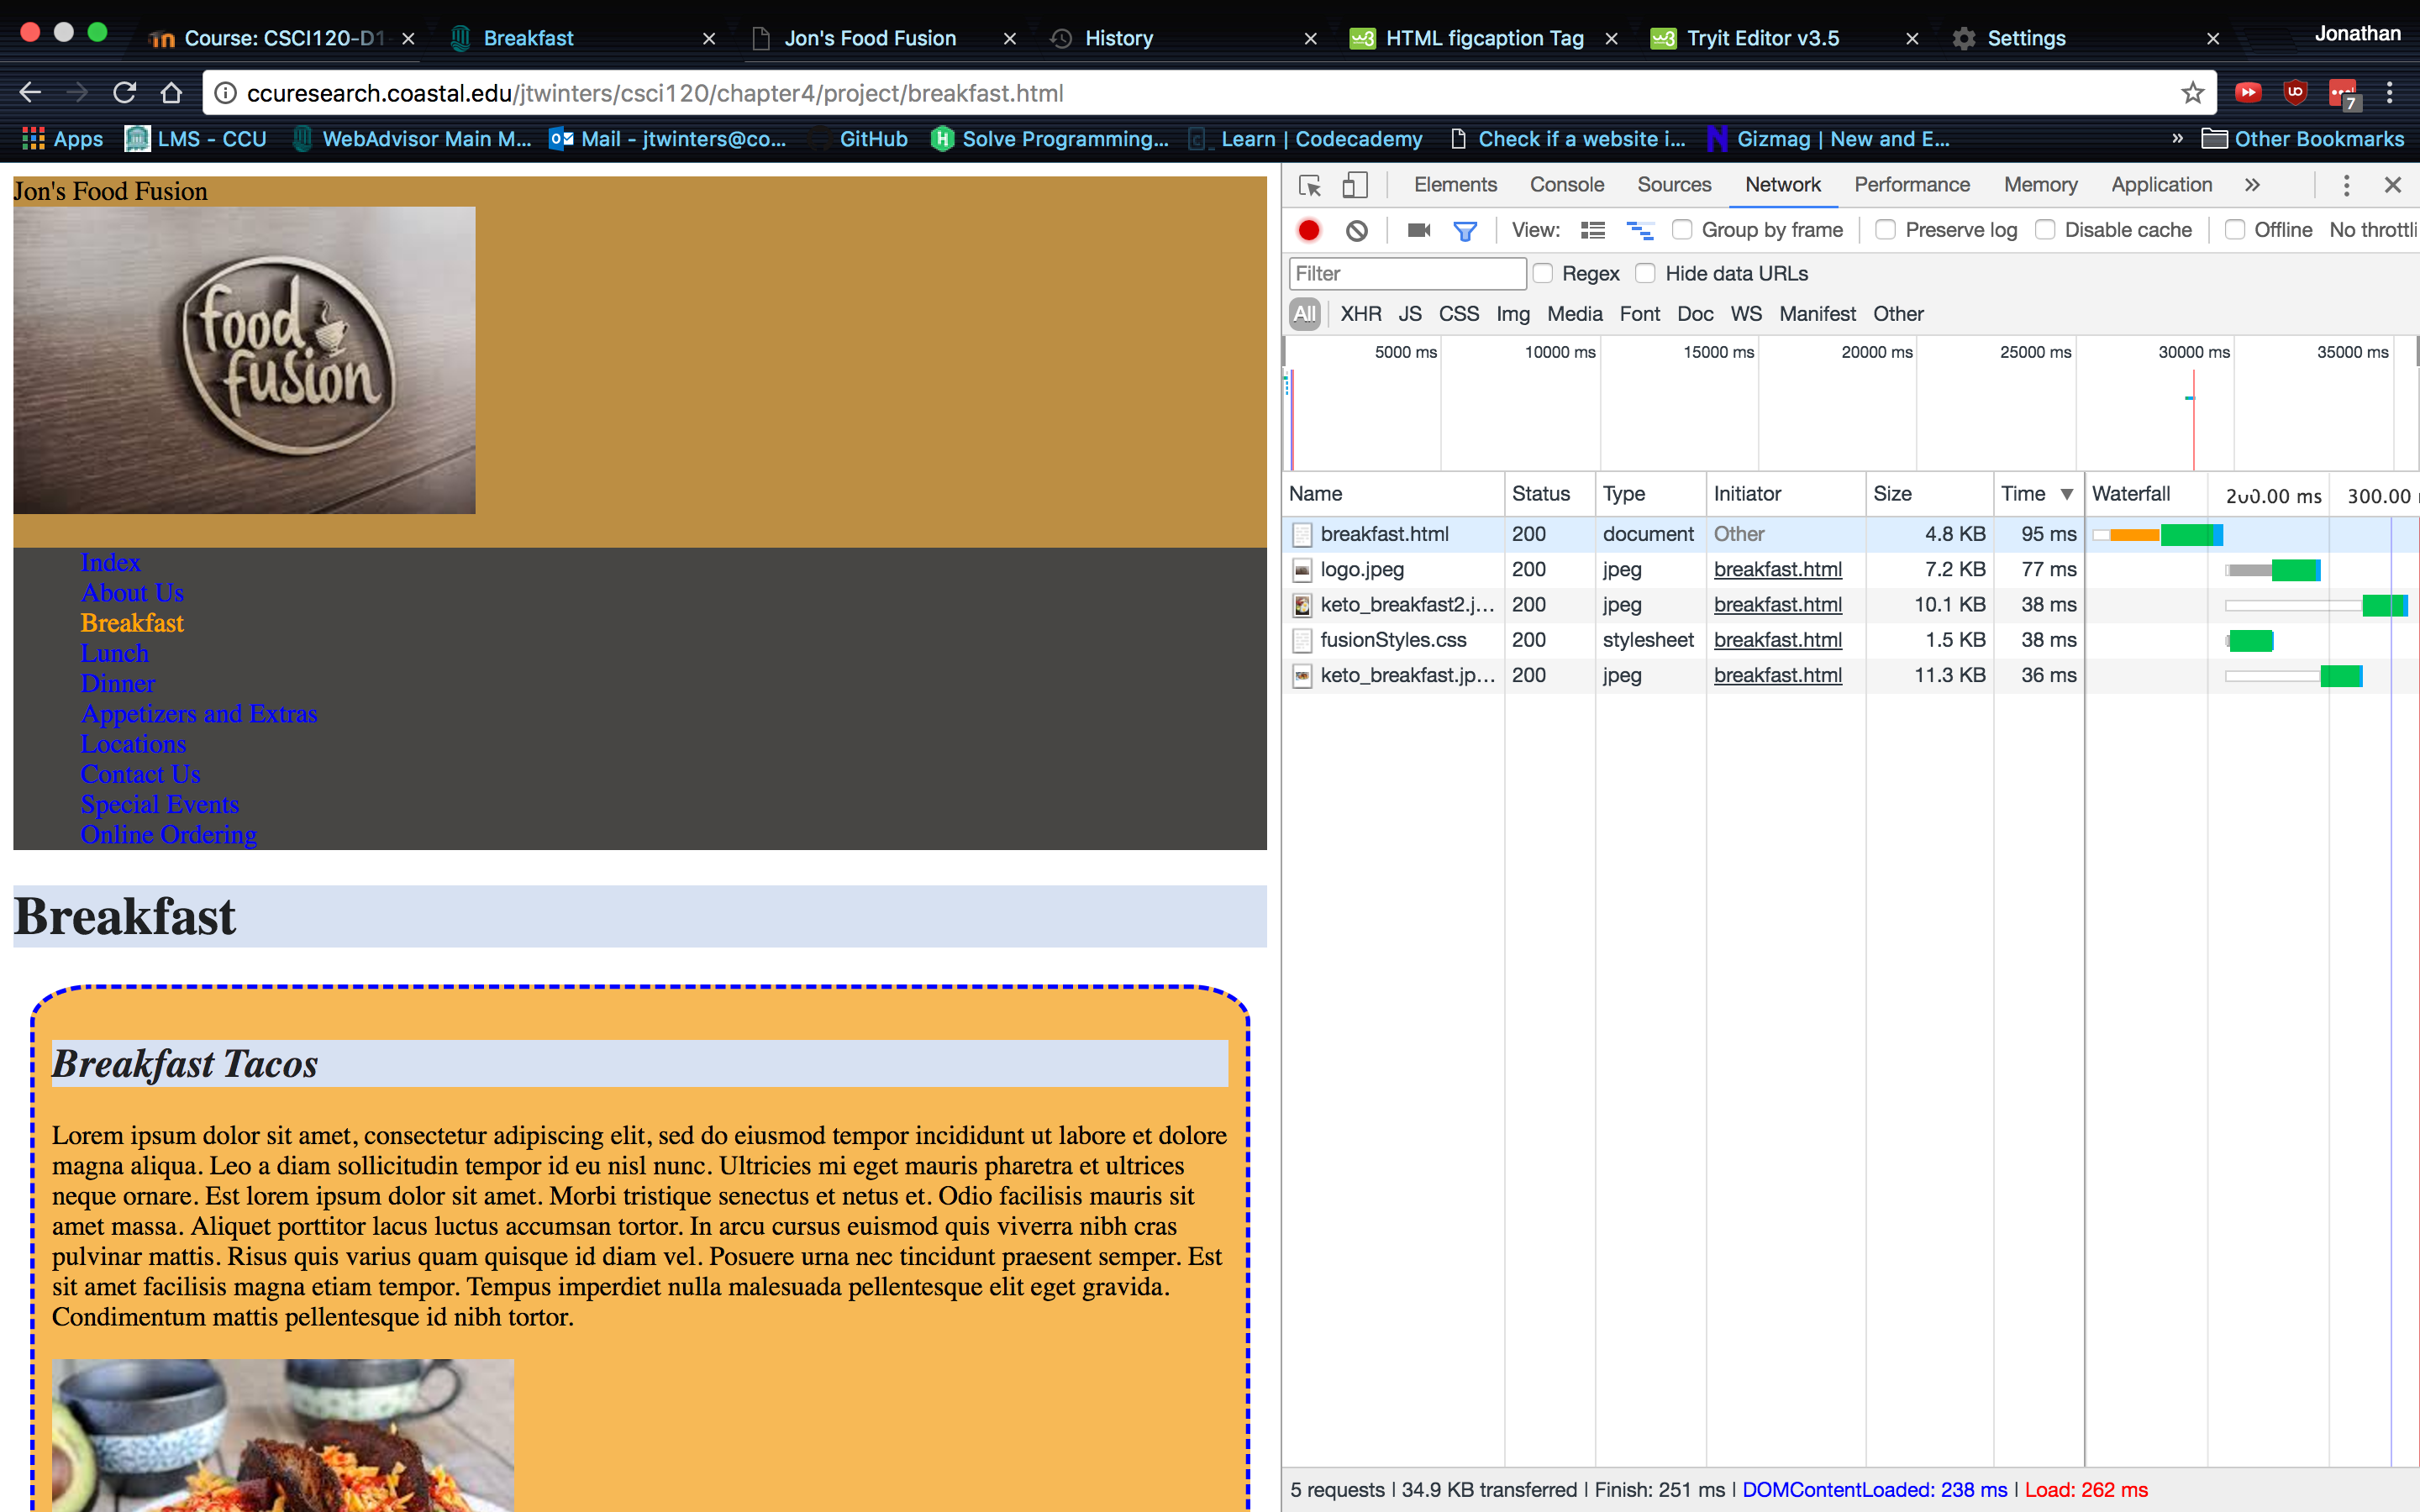 Course: CSCI120-D1
Breakfast
Jon's Food Fusion
History
HTML figcaption Tag
Tryit Editor v3.5
Settings
Jonathan
ccuresearch.coastal.edu/jtwinters/csci120/chapter4/project/breakfast.html
7
Apps
LMS - CCU
WebAdvisor Main M...
Mail - jtwinters@co...
GitHub
Solve Programming...
Learn | Codecademy
Check if a website i...
Gizmag | New and E...
»
Other Bookmarks
Jon's Food Fusion
food
fusion
Index
About Us
Breakfast
Lunch
Dinner
Appetizers and Extras
Locations
Contact Us
Special Events
Online Ordering
Breakfast
Breakfast Tacos
Lorem ipsum dolor sit amet, consectetur adipiscing elit, sed do eiusmod tempor incididunt ut labore et dolore
magna aliqua. Leo a diam sollicitudin tempor id eu nisl nunc. Ultricies mi eget mauris pharetra et ultrices
neque ornare. Est lorem ipsum dolor sit amet. Morbi tristique senectus et netus et. Odio facilisis mauris sit
amet massa. Aliquet porttitor lacus luctus accumsan tortor. In arcu cursus euismod quis viverra nibh cras
pulvinar mattis. Risus quis varius quam quisque id diam vel. Posuere urna nec tincidunt praesent semper. Est
sit amet facilisis magna etiam tempor. Tempus imperdiet nulla malesuada pellentesque elit eget gravida.
Condimentum mattis pellentesque id nibh tortor.
Elements Console Sources Network Performance Memory Application »
View: Group by frame Preserve log Disable cache Offline No throttli
Filter Regex Hide data URLs
All XHR JS CSS Img Media Font Doc WS Manifest Other
5000 ms 10000 ms 15000 ms 20000 ms 25000 ms 30000 ms 35000 ms
Name Status Type Initiator Size Time ▼ Waterfall 200.00 ms 300.00
breakfast.html 200 document Other 4.8 KB 95 ms
logo.jpeg 200 jpeg breakfast.html 7.2 KB 77 ms
keto_breakfast2.j... 200 jpeg breakfast.html 10.1 KB 38 ms
fusionStyles.css 200 stylesheet breakfast.html 1.5 KB 38 ms
keto_breakfast.jp... 200 jpeg breakfast.html 11.3 KB 36 ms
5 requests | 34.9 KB transferred | Finish: 251 ms | DOMContentLoaded: 238 ms | Load: 262 ms